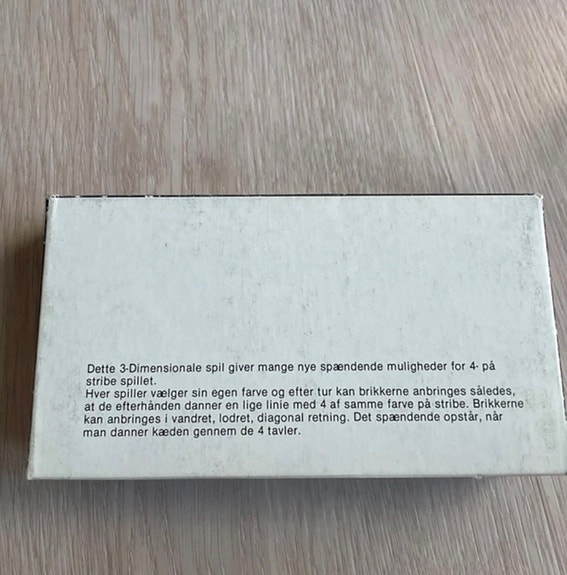 Dette 3-Dimensionale spil giver mange nye spændende muligheder for 4- på
stribe spillet.
Hver spiller vælger sin egen farve og efter tur kan brikkerne anbringes således,
at de efterhånden danner en lige linie med 4 af samme farve på stribe. Brikkerne
kan anbringes i vandret, lodret, diagonal retning. Det spændende opstår, når
man danner kæden gennem de 4 tavler.